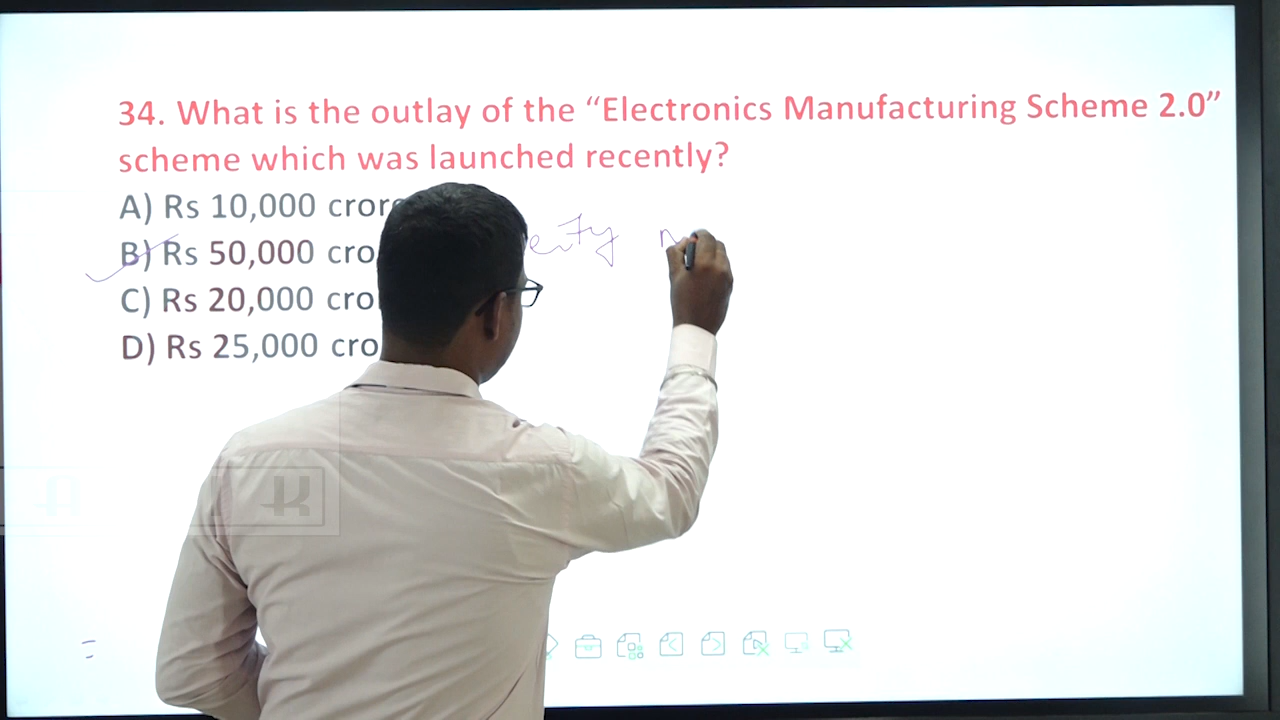 34. What is the outlay of the “Electronics Manufacturing Scheme 2.0”
scheme which was launched recently?
A) Rs 10,000 cror
B) Rs 50,000 cro
C) Rs 20,000 cro
D) Rs 25,000 cro
K